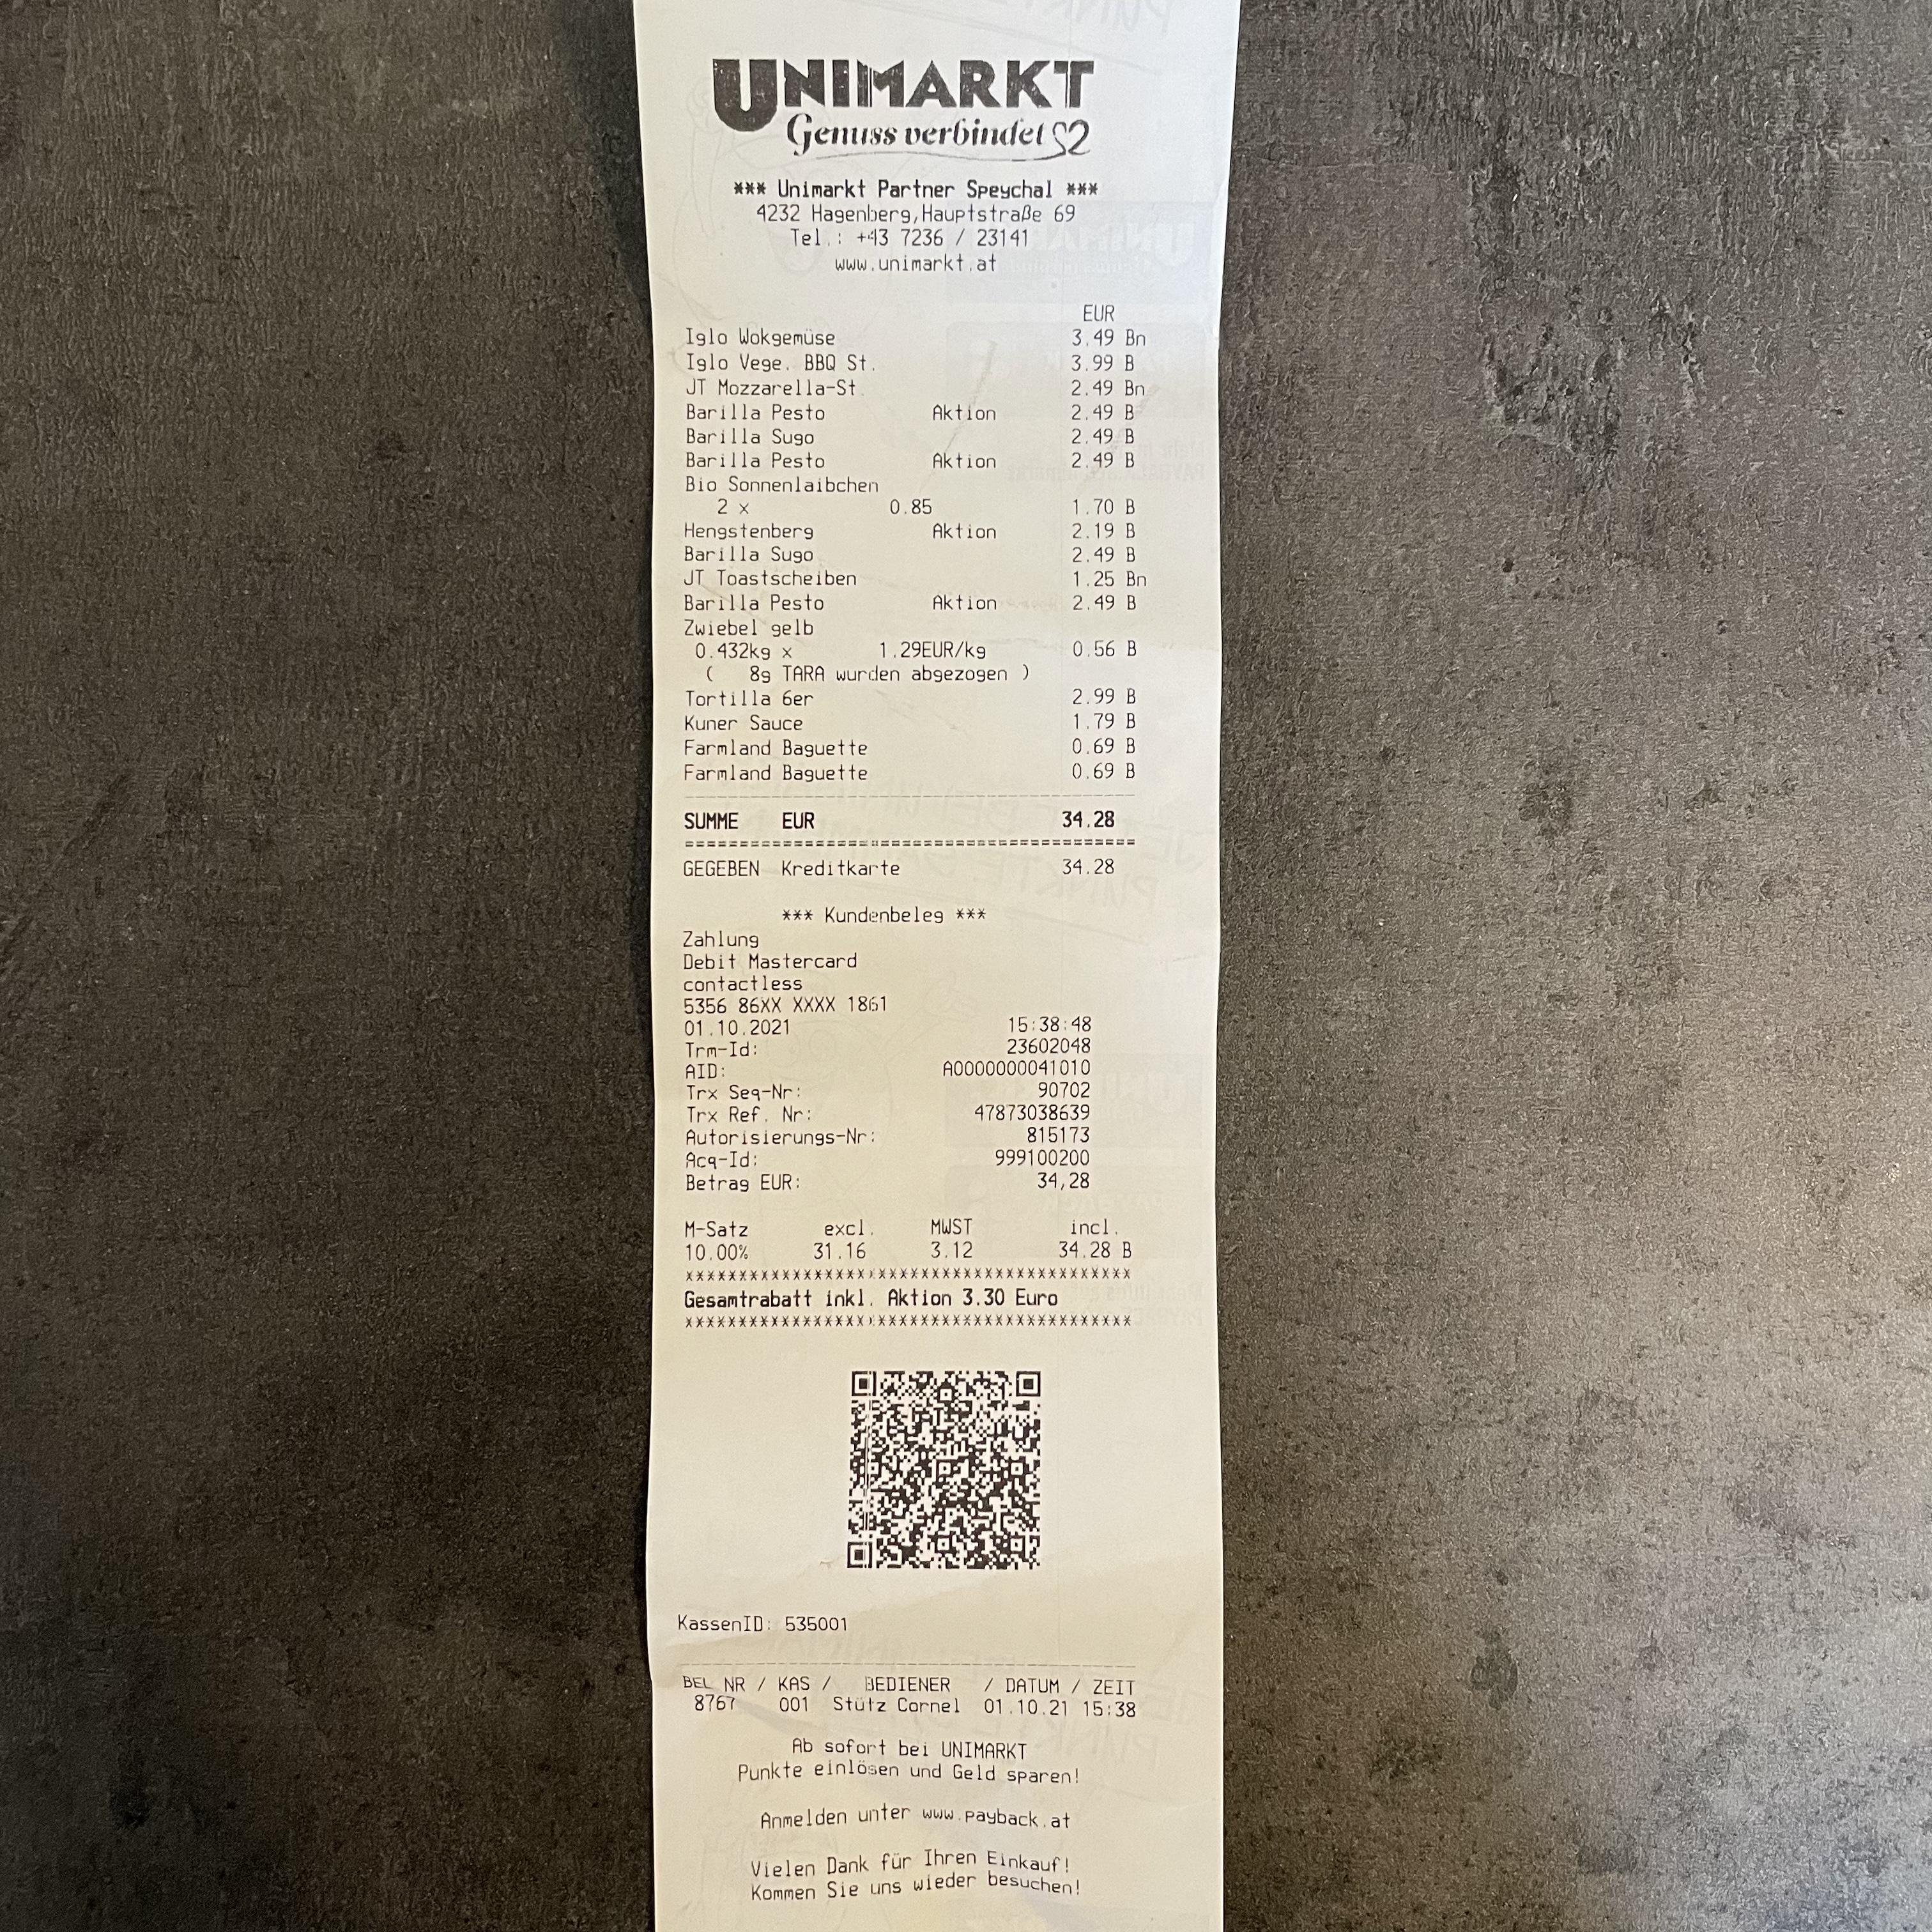 UNIMARKT
Genuss verbindet
*** Unimarkt Partner Speychal ***
4232 Hagenberg,Hauptstraße 69
Tel.: +43 7236 / 23141
www.unimarkt.at
EUR
Iglo Wokgemüse 3.49 Bn
Iglo Vege. BBQ St. 3.99 B
JT Mozzarella-St. 2.49 Bn
Barilla Pesto Aktion 2.49 B
Barilla Sugo 2.49 B
Barilla Pesto Aktion 2.49 B
Bio Sonnenlaibchen
2 x 0.85 1.70 B
Hengstenberg Aktion 2.19 B
Barilla Sugo 2.49 B
JT Toastscheiben 1.25 Bn
Barilla Pesto Aktion 2.49 B
Zwiebel gelb
0.432kg x 1.29EUR/kg 0.56 B
( 8g TARA wurden abgezogen )
Tortilla 6er 2.99 B
Kuner Sauce 1.79 B
Farmland Baguette 0.69 B
Farmland Baguette 0.69 B
SUMME EUR 34.28
GEGEBEN Kreditkarte 34.28
*** Kundenbeleg ***
Zahlung
Debit Mastercard
contactless
5356 86XX XXXX 1861
01.10.2021 15:38:48
Trm-Id: 23602048
AID: A0000000041010
Trx Seq-Nr: 90702
Trx Ref. Nr: 47873038639
Autorisierungs-Nr: 815173
Acq-Id: 999100200
Betrag EUR: 34,28
M-Satz excl. MWST incl.
10.00% 31.16 3.12 34.28 B
Gesamtrabatt inkl. Aktion 3.30 Euro
KassenID: 535001
BEL NR / KAS / BEDIENER / DATUM / ZEIT
8767 001 Stütz Cornel 01.10.21 15:38
Ab sofort bei UNIMARKT
Punkte einlösen und Geld sparen!
Anmelden unter www.payback.at
Vielen Dank für Ihren Einkauf!
Kommen Sie uns wieder besuchen!